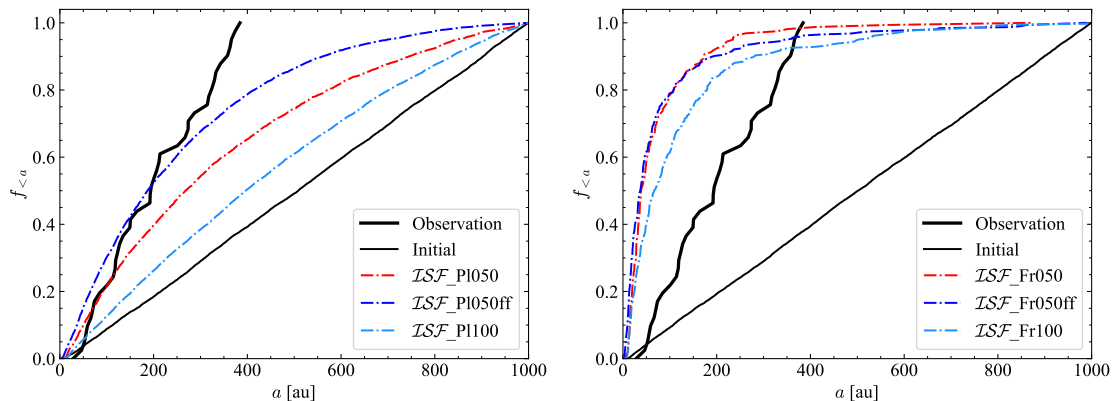 1.0
0.8
0.6
0.4
0.2
0.0
f<a
0
200
400
600
800
1000
a [au]
Observation
Initial
ISF_Pl050
ISF_Pl050ff
ISF_Pl100
1.0
0.8
0.6
0.4
0.2
0.0
f<a
0
200
400
600
800
1000
a [au]
Observation
Initial
ISF_Fr050
ISF_Fr050ff
ISF_Fr100